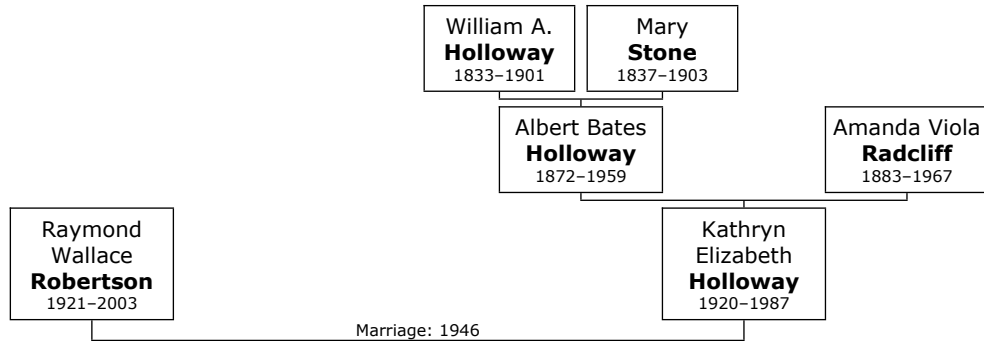 William A.
Holloway
1833–1901
Mary
Stone
1837–1903
Albert Bates
Holloway
1872–1959
Amanda Viola
Radcliff
1883–1967
Raymond
Wallace
Robertson
1921–2003
Kathryn
Elizabeth
Holloway
1920–1987
Marriage: 1946